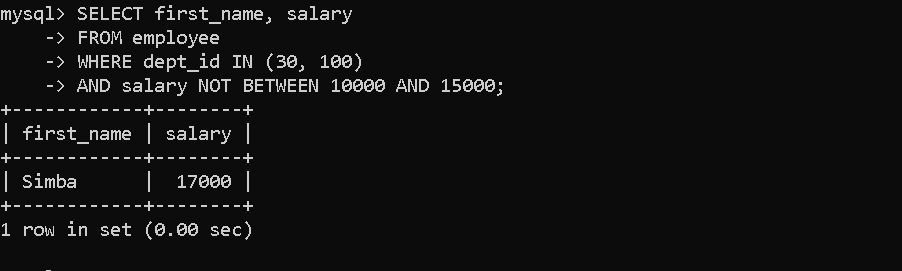 mysql> SELECT first_name, salary
    -> FROM employee
    -> WHERE dept_id IN (30, 100)
    -> AND salary NOT BETWEEN 10000 AND 15000;
+------------+--------+
| first_name | salary |
+------------+--------+
| Simba      |  17000 |
+------------+--------+
1 row in set (0.00 sec)